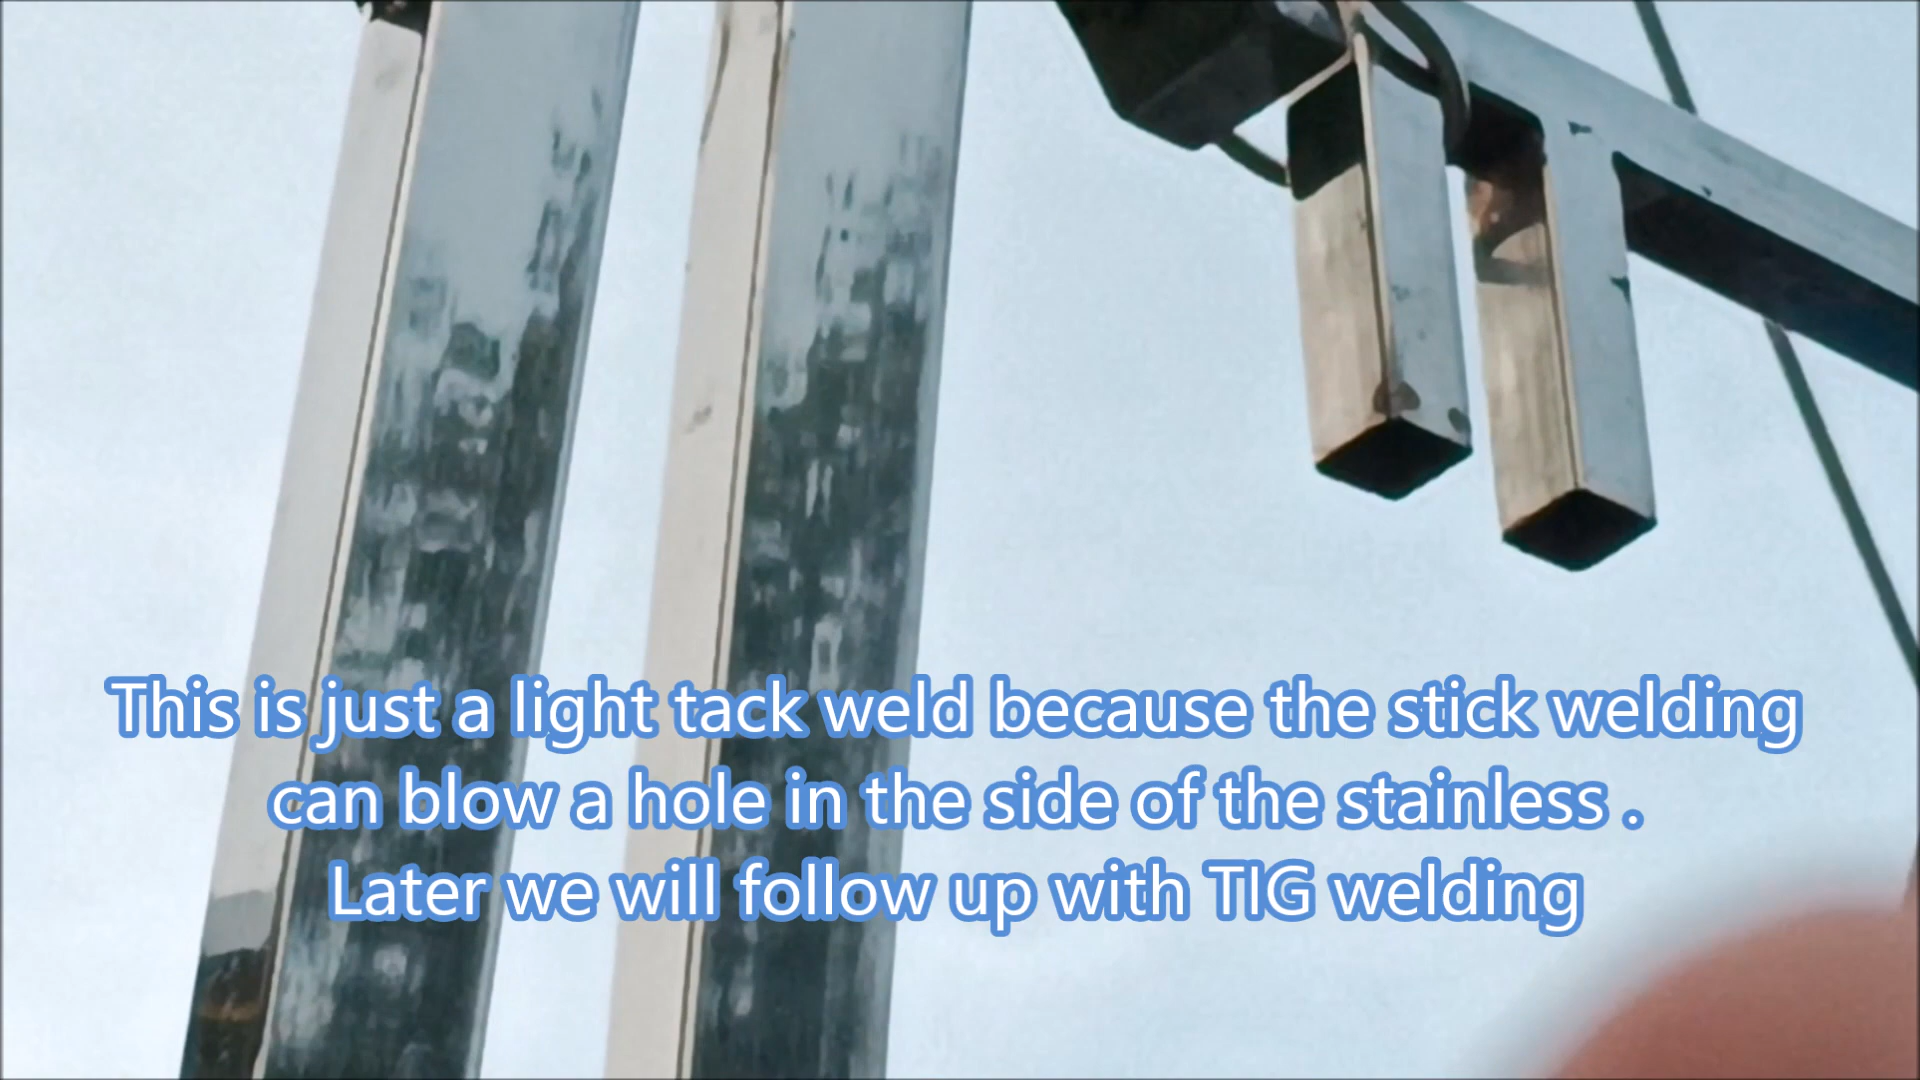 This is just a light tack weld because the stick welding
can blow a hole in the side of the stainless .
Later we will follow up with TIG welding